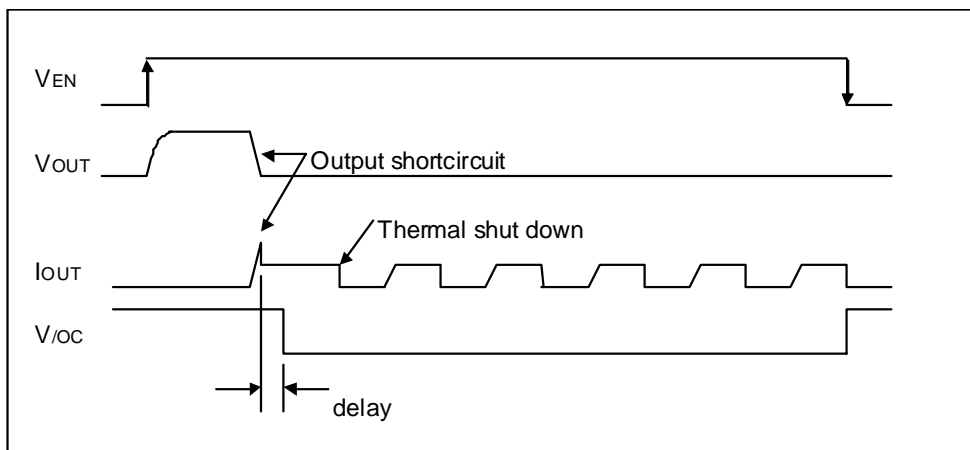 VEN
VOUT
Output shortcircuit
Thermal shut down
IOUT
V/OC
delay